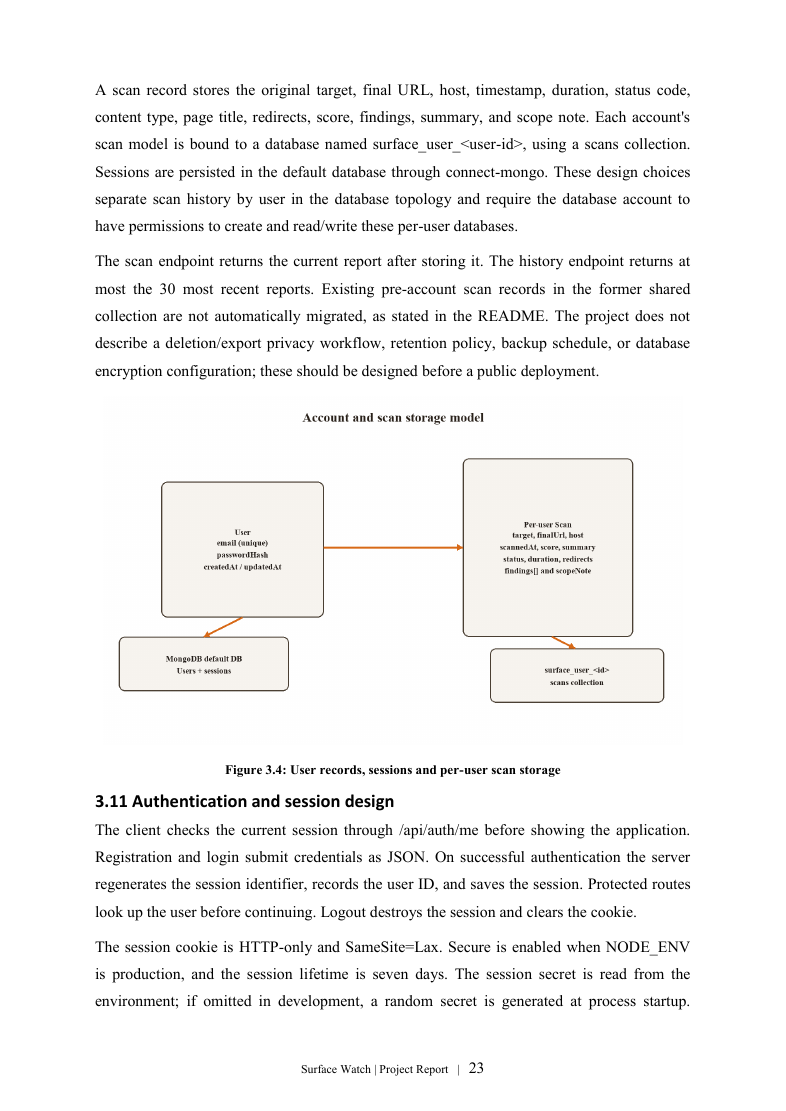 A scan record stores the original target, final URL, host, timestamp, duration, status code,
content type, page title, redirects, score, findings, summary, and scope note. Each account's
scan model is bound to a database named surface_user_<user-id>, using a scans collection.
Sessions are persisted in the default database through connect-mongo. These design choices
separate scan history by user in the database topology and require the database account to
have permissions to create and read/write these per-user databases.
The scan endpoint returns the current report after storing it. The history endpoint returns at
most the 30 most recent reports. Existing pre-account scan records in the former shared
collection are not automatically migrated, as stated in the README. The project does not
describe a deletion/export privacy workflow, retention policy, backup schedule, or database
encryption configuration; these should be designed before a public deployment.
Account and scan storage model
User
email (unique)
passwordHash
createdAt / updatedAt
Per-user Scan
target, finalUrl, host
scannedAt, score, summary
status, duration, redirects
findings[] and scopeNote
MongoDB default DB
Users + sessions
surface_user_<id>
scans collection
Figure 3.4: User records, sessions and per-user scan storage
3.11 Authentication and session design
The client checks the current session through /api/auth/me before showing the application.
Registration and login submit credentials as JSON. On successful authentication the server
regenerates the session identifier, records the user ID, and saves the session. Protected routes
look up the user before continuing. Logout destroys the session and clears the cookie.
The session cookie is HTTP-only and SameSite=Lax. Secure is enabled when NODE_ENV
is production, and the session lifetime is seven days. The session secret is read from the
environment; if omitted in development, a random secret is generated at process startup.
Surface Watch | Project Report | 23